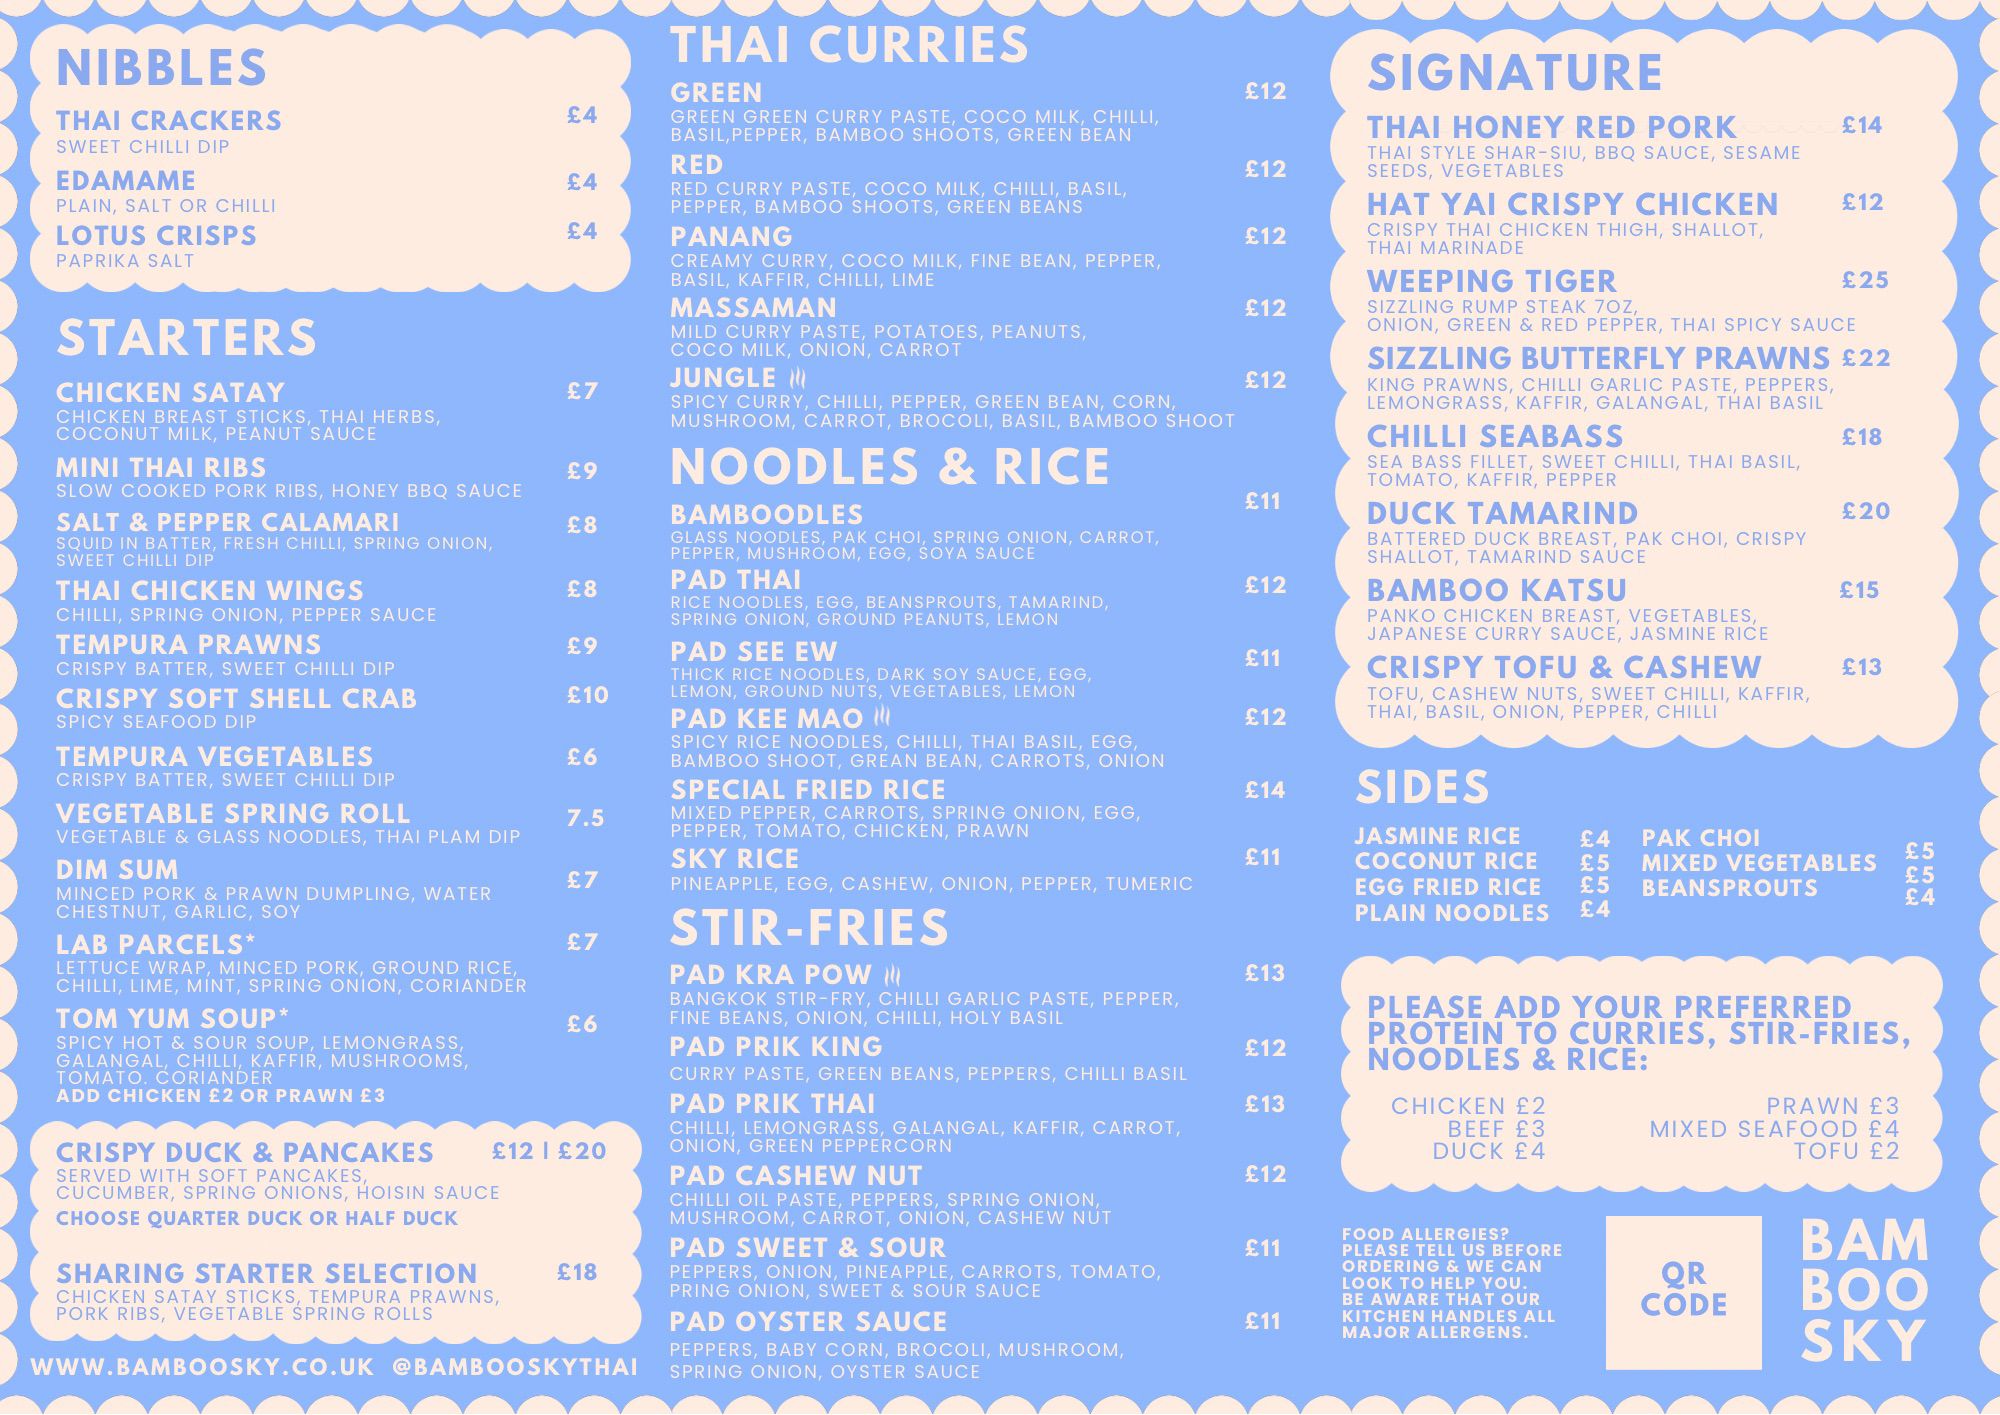 NIBBLES
THAI CRACKERS £4
SWEET CHILLI DIP
EDAMAME £4
PLAIN, SALT OR CHILLI
LOTUS CRISPS £4
PAPRIKA SALT
STARTERS
CHICKEN SATAY £7
CHICKEN BREAST STICKS, THAI HERBS,
COCONUT MILK, PEANUT SAUCE
MINI THAI RIBS £9
SLOW COOKED PORK RIBS, HONEY BBQ SAUCE
SALT & PEPPER CALAMARI £8
SQUID IN BATTER, FRESH CHILLI, SPRING ONION,
SWEET CHILLI DIP
THAI CHICKEN WINGS £8
CHILLI, SPRING ONION, PEPPER SAUCE
TEMPURA PRAWNS £9
CRISPY BATTER, SWEET CHILLI DIP
CRISPY SOFT SHELL CRAB £10
SPICY SEAFOOD DIP
TEMPURA VEGETABLES £6
CRISPY BATTER, SWEET CHILLI DIP
VEGETABLE SPRING ROLL 7.5
VEGETABLE & GLASS NOODLES, THAI PLAM DIP
DIM SUM £7
MINCED PORK & PRAWN DUMPLING, WATER
CHESTNUT, GARLIC, SOY
LAB PARCELS* £7
LETTUCE WRAP, MINCED PORK, GROUND RICE,
CHILLI, LIME, MINT, SPRING ONION, CORIANDER
TOM YUM SOUP* £6
SPICY HOT & SOUR SOUP, LEMONGRASS,
GALANGAL, CHILLI, KAFFIR, MUSHROOMS,
TOMATO. CORIANDER
ADD CHICKEN £2 OR PRAWN £3
CRISPY DUCK & PANCAKES £12 | £20
SERVED WITH SOFT PANCAKES,
CUCUMBER, SPRING ONIONS, HOISIN SAUCE
CHOOSE QUARTER DUCK OR HALF DUCK
SHARING STARTER SELECTION £18
CHICKEN SATAY STICKS, TEMPURA PRAWNS,
PORK RIBS, VEGETABLE SPRING ROLLS
WWW.BAMBOOSKY.CO.UK @BAMBOOSKYTHAI
THAI CURRIES
GREEN £12
GREEN GREEN CURRY PASTE, COCO MILK, CHILLI,
BASIL,PEPPER, BAMBOO SHOOTS, GREEN BEAN
RED £12
RED CURRY PASTE, COCO MILK, CHILLI, BASIL,
PEPPER, BAMBOO SHOOTS, GREEN BEANS
PANANG £12
CREAMY CURRY, COCO MILK, FINE BEAN, PEPPER,
BASIL, KAFFIR, CHILLI, LIME
MASSAMAN £12
MILD CURRY PASTE, POTATOES, PEANUTS,
COCO MILK, ONION, CARROT
JUNGLE £12
SPICY CURRY, CHILLI, PEPPER, GREEN BEAN, CORN,
MUSHROOM, CARROT, BROCOLI, BASIL, BAMBOO SHOOT
NOODLES & RICE
BAMBOODLES £11
GLASS NOODLES, PAK CHOI, SPRING ONION, CARROT,
PEPPER, MUSHROOM, EGG, SOYA SAUCE
PAD THAI £12
RICE NOODLES, EGG, BEANSPROUTS, TAMARIND,
SPRING ONION, GROUND PEANUTS, LEMON
PAD SEE EW £11
THICK RICE NOODLES, DARK SOY SAUCE, EGG,
LEMON, GROUND NUTS, VEGETABLES, LEMON
PAD KEE MAO £12
SPICY RICE NOODLES, CHILLI, THAI BASIL, EGG,
BAMBOO SHOOT, GREAN BEAN, CARROTS, ONION
SPECIAL FRIED RICE £14
MIXED PEPPER, CARROTS, SPRING ONION, EGG,
PEPPER, TOMATO, CHICKEN, PRAWN
SKY RICE £11
PINEAPPLE, EGG, CASHEW, ONION, PEPPER, TUMERIC
STIR-FRIES
PAD KRA POW £13
BANGKOK STIR-FRY, CHILLI GARLIC PASTE, PEPPER,
FINE BEANS, ONION, CHILLI, HOLY BASIL
PAD PRIK KING £12
CURRY PASTE, GREEN BEANS, PEPPERS, CHILLI BASIL
PAD PRIK THAI £13
CHILLI, LEMONGRASS, GALANGAL, KAFFIR, CARROT,
ONION, GREEN PEPPERCORN
PAD CASHEW NUT £12
CHILLI OIL PASTE, PEPPERS, SPRING ONION,
MUSHROOM, CARROT, ONION, CASHEW NUT
PAD SWEET & SOUR £11
PEPPERS, ONION, PINEAPPLE, CARROTS, TOMATO,
PRING ONION, SWEET & SOUR SAUCE
PAD OYSTER SAUCE £11
PEPPERS, BABY CORN, BROCOLI, MUSHROOM,
SPRING ONION, OYSTER SAUCE
SIGNATURE
THAI HONEY RED PORK £14
THAI STYLE SHAR-SIU, BBQ SAUCE, SESAME
SEEDS, VEGETABLES
HAT YAI CRISPY CHICKEN £12
CRISPY THAI CHICKEN THIGH, SHALLOT,
THAI MARINADE
WEEPING TIGER £25
SIZZLING RUMP STEAK 7OZ,
ONION, GREEN & RED PEPPER, THAI SPICY SAUCE
SIZZLING BUTTERFLY PRAWNS £22
KING PRAWNS, CHILLI GARLIC PASTE, PEPPERS,
LEMONGRASS, KAFFIR, GALANGAL, THAI BASIL
CHILLI SEABASS £18
SEA BASS FILLET, SWEET CHILLI, THAI BASIL,
TOMATO, KAFFIR, PEPPER
DUCK TAMARIND £20
BATTERED DUCK BREAST, PAK CHOI, CRISPY
SHALLOT, TAMARIND SAUCE
BAMBOO KATSU £15
PANKO CHICKEN BREAST, VEGETABLES,
JAPANESE CURRY SAUCE, JASMINE RICE
CRISPY TOFU & CASHEW £13
TOFU, CASHEW NUTS, SWEET CHILLI, KAFFIR,
THAI, BASIL, ONION, PEPPER, CHILLI
SIDES
JASMINE RICE £4
COCONUT RICE £5
EGG FRIED RICE £5
PLAIN NOODLES £4
PAK CHOI £5
MIXED VEGETABLES £5
BEANSPROUTS £4
PLEASE ADD YOUR PREFERRED
PROTEIN TO CURRIES, STIR-FRIES,
NOODLES & RICE:
CHICKEN £2
BEEF £3
DUCK £4
PRAWN £3
MIXED SEAFOOD £4
TOFU £2
FOOD ALLERGIES?
PLEASE TELL US BEFORE
ORDERING & WE CAN
LOOK TO HELP YOU.
BE AWARE THAT OUR
KITCHEN HANDLES ALL
MAJOR ALLERGENS.
QR
CODE
BAM
BOO
SKY